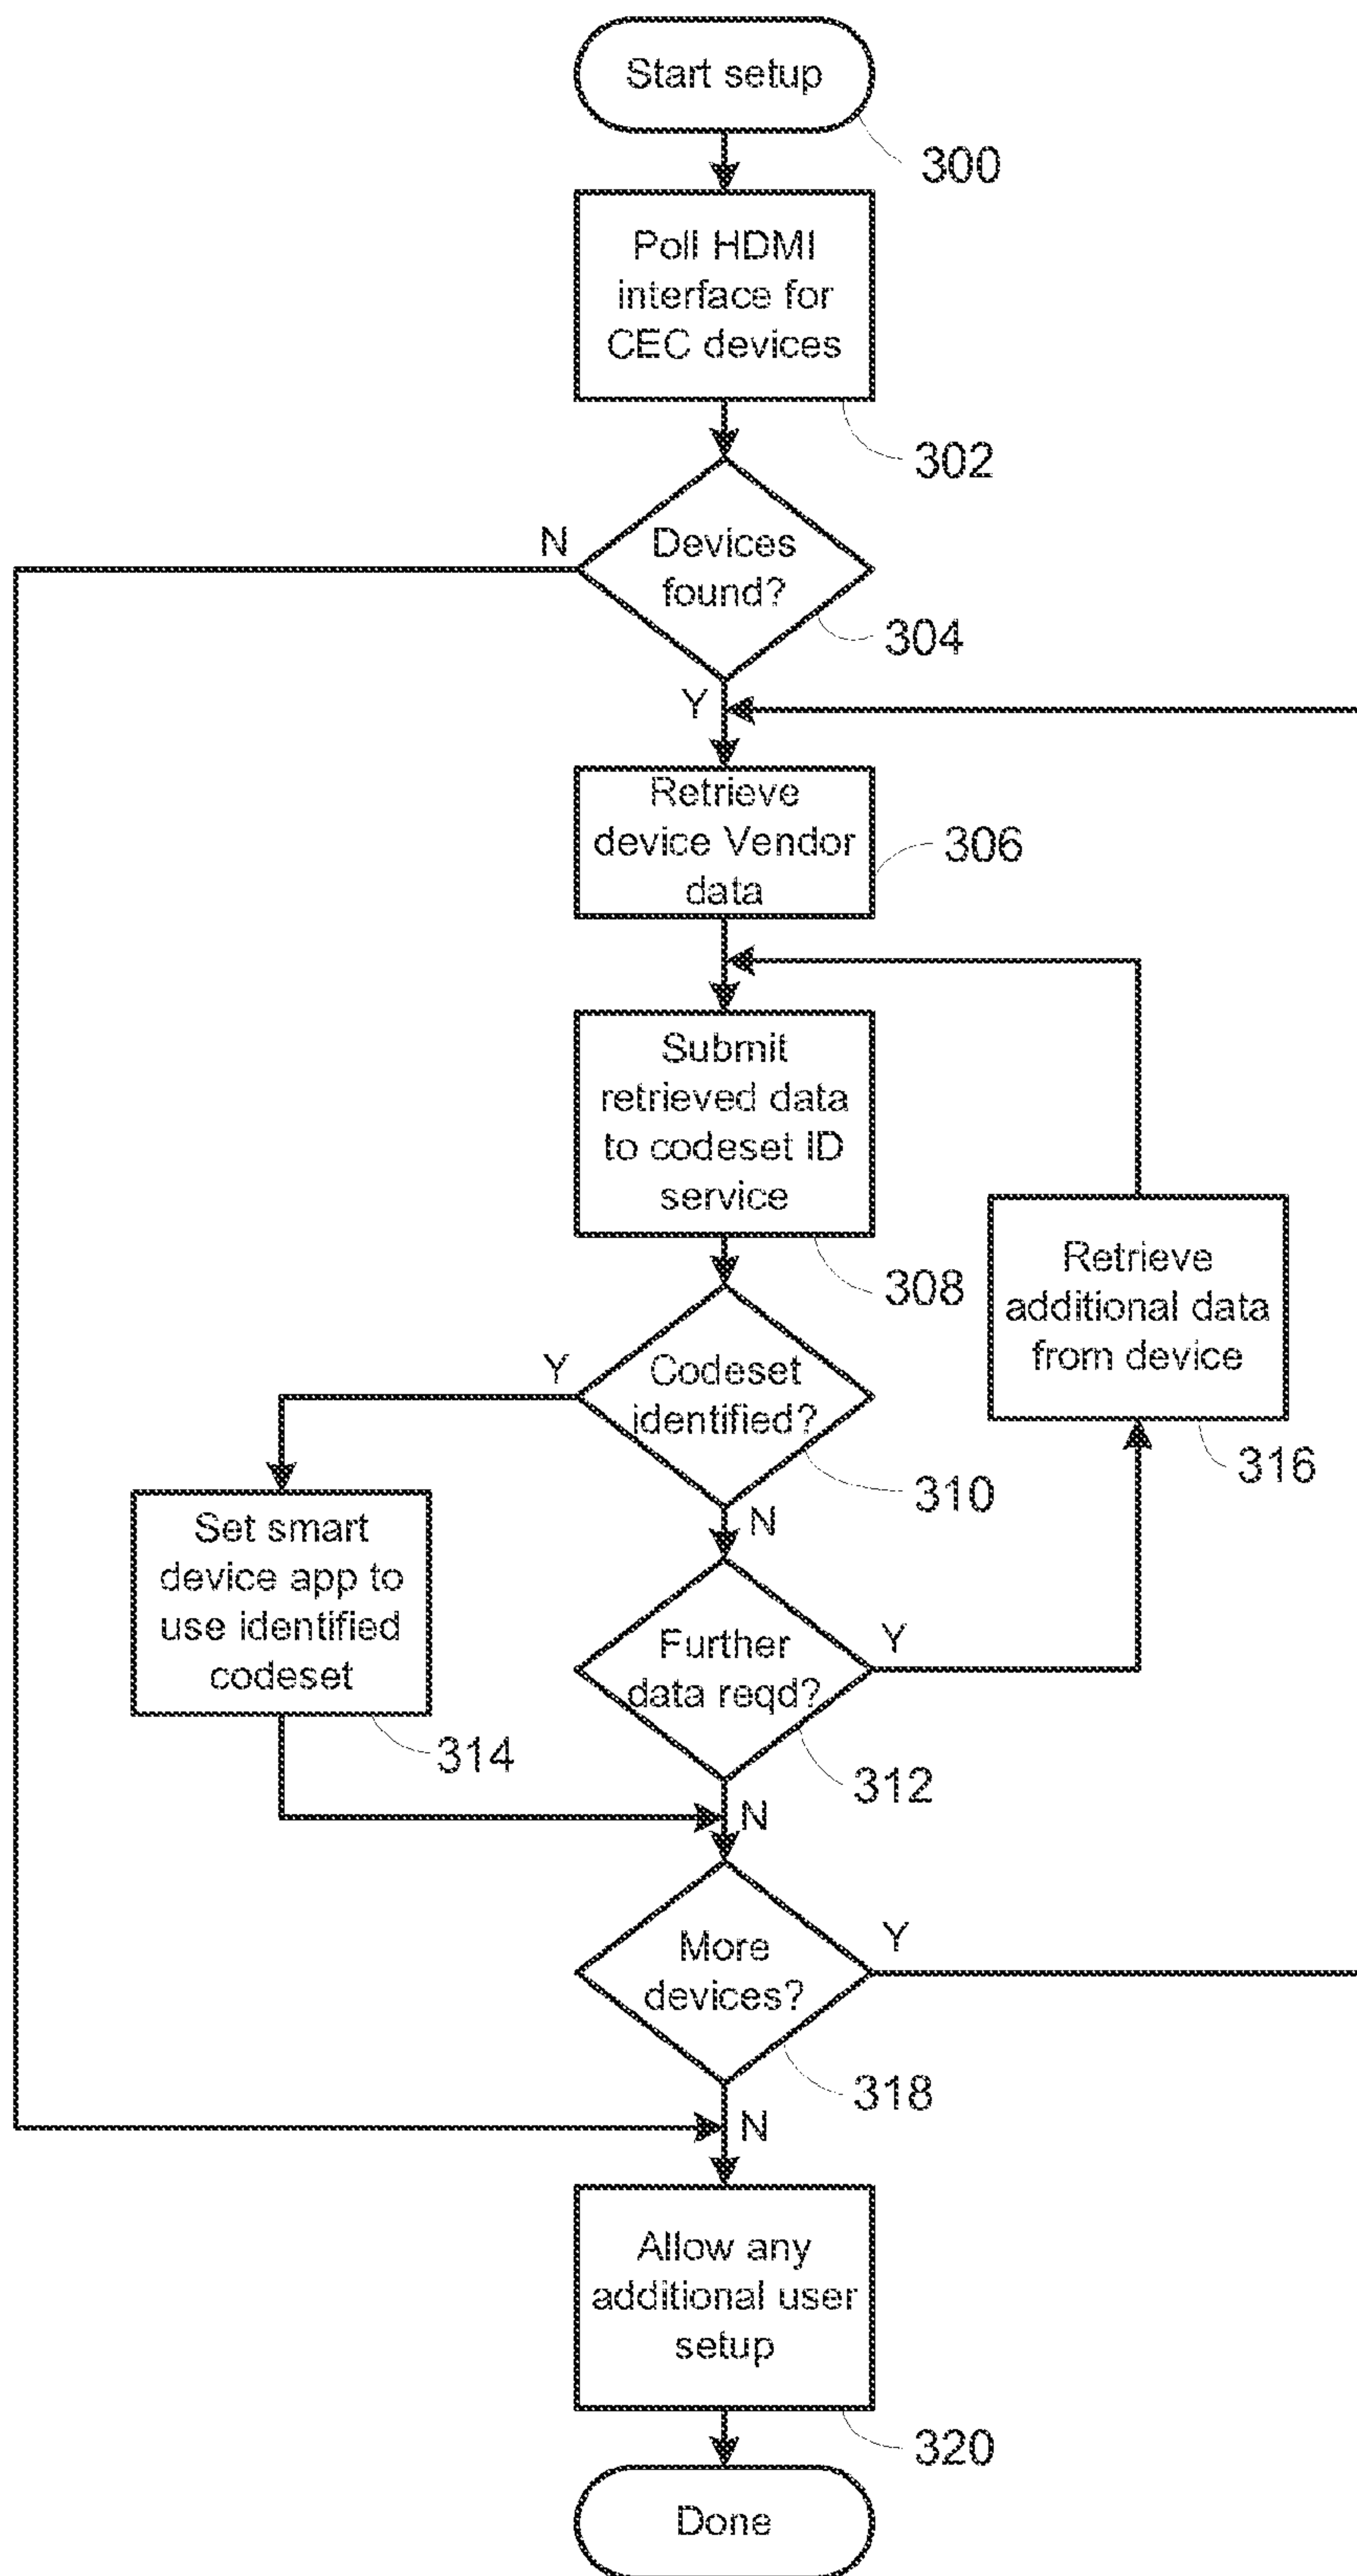 Start setup
300
Poll HDMI
interface for
CEC devices
302
N
Devices
found?
304
Y
Retrieve
device Vendor
data
306
Submit
retrieved data
to codeset ID
service
308
Retrieve
additional data
from device
316
Y
Codeset
identified?
310
N
Set smart
device app to
use identified
codeset
314
Further
data reqd?
Y
312
N
More
devices?
Y
318
N
Allow any
additional user
setup
320
Done